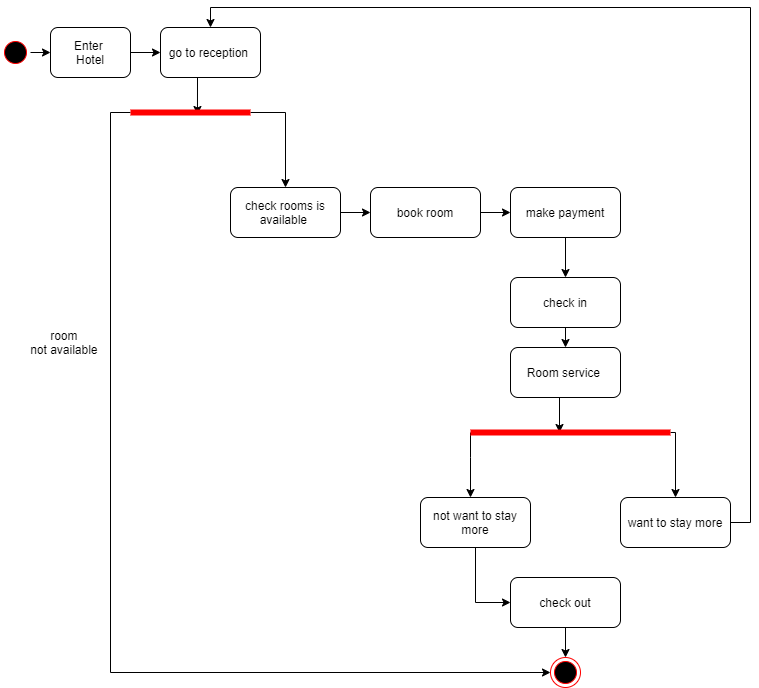 Enter
Hotel
go to reception
check rooms is
available
book room
make payment
check in
room
not available
Room service
not want to stay
more
want to stay more
check out